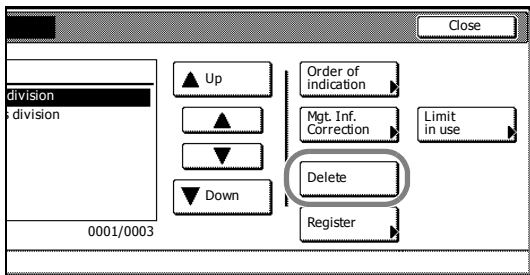 Close
Up
Order of
indication
division
s division
Mgt. Inf.
Correction
Limit
in use
Delete
Down
Register
0001/0003